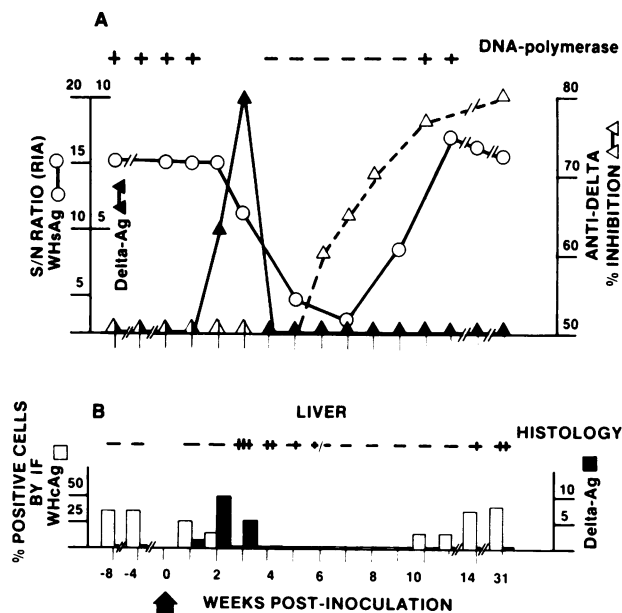 A
DNA-polymerase
+ + + + − − − − − − + +
20 10 80
15 70
10 5 60
5 50
S/N RATIO (RIA)
WHsAg
Delta-Ag
ANTI-DELTA
% INHIBITION
B
LIVER
HISTOLOGY
% POSITIVE CELLS
BY IF
WHcAg
50
25
10
5
Delta-Ag
-8 -4 0 2 4 6 8 10 14 31
WEEKS POST-INOCULATION